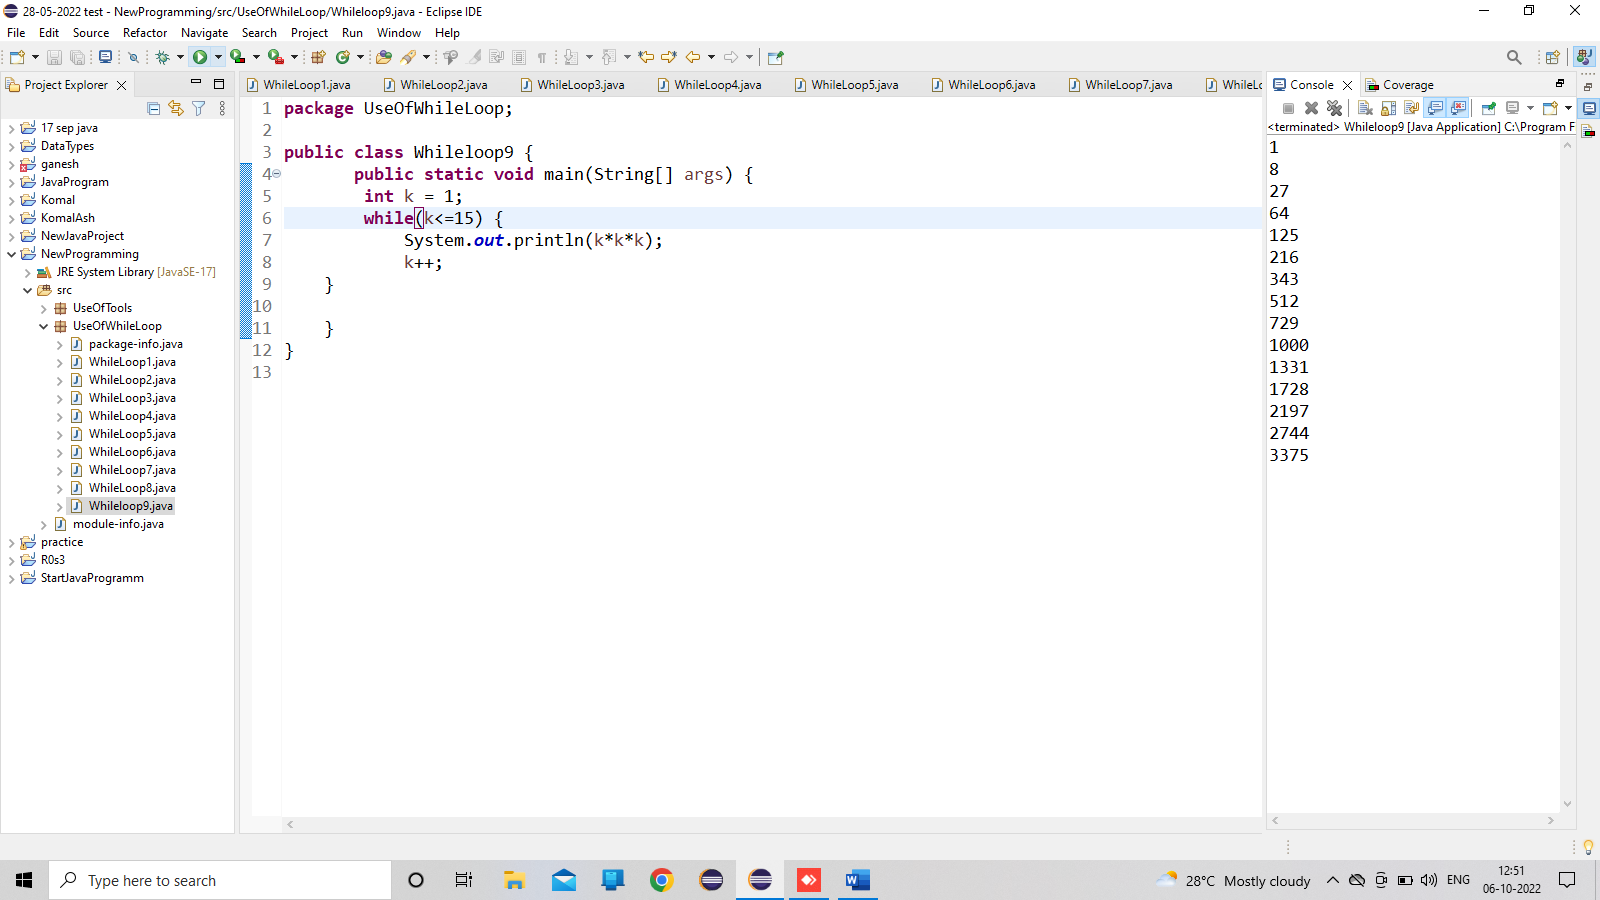 28-05-2022 test - NewProgramming/src/UseOfWhileLoop/Whileloop9.java - Eclipse IDE
File Edit Source Refactor Navigate Search Project Run Window Help
Project Explorer
17 sep java
DataTypes
ganesh
JavaProgram
Komal
KomalAsh
NewJavaProject
NewProgramming
JRE System Library [JavaSE-17]
src
UseOfTools
UseOfWhileLoop
package-info.java
WhileLoop1.java
WhileLoop2.java
WhileLoop3.java
WhileLoop4.java
WhileLoop5.java
WhileLoop6.java
WhileLoop7.java
WhileLoop8.java
Whileloop9.java
module-info.java
practice
R0s3
StartJavaProgramm
WhileLoop1.java WhileLoop2.java WhileLoop3.java WhileLoop4.java WhileLoop5.java WhileLoop6.java WhileLoop7.java
1 package UseOfWhileLoop;
2
3 public class Whileloop9 {
4 public static void main(String[] args) {
5 int k = 1;
6 while(k<=15) {
7 System.out.println(k*k*k);
8 k++;
9 }
10
11 }
12 }
13
Console Coverage
<terminated> Whileloop9 [Java Application] C:\Program F
1
8
27
64
125
216
343
512
729
1000
1331
1728
2197
2744
3375
Type here to search
28°C Mostly cloudy
ENG
12:51
06-10-2022